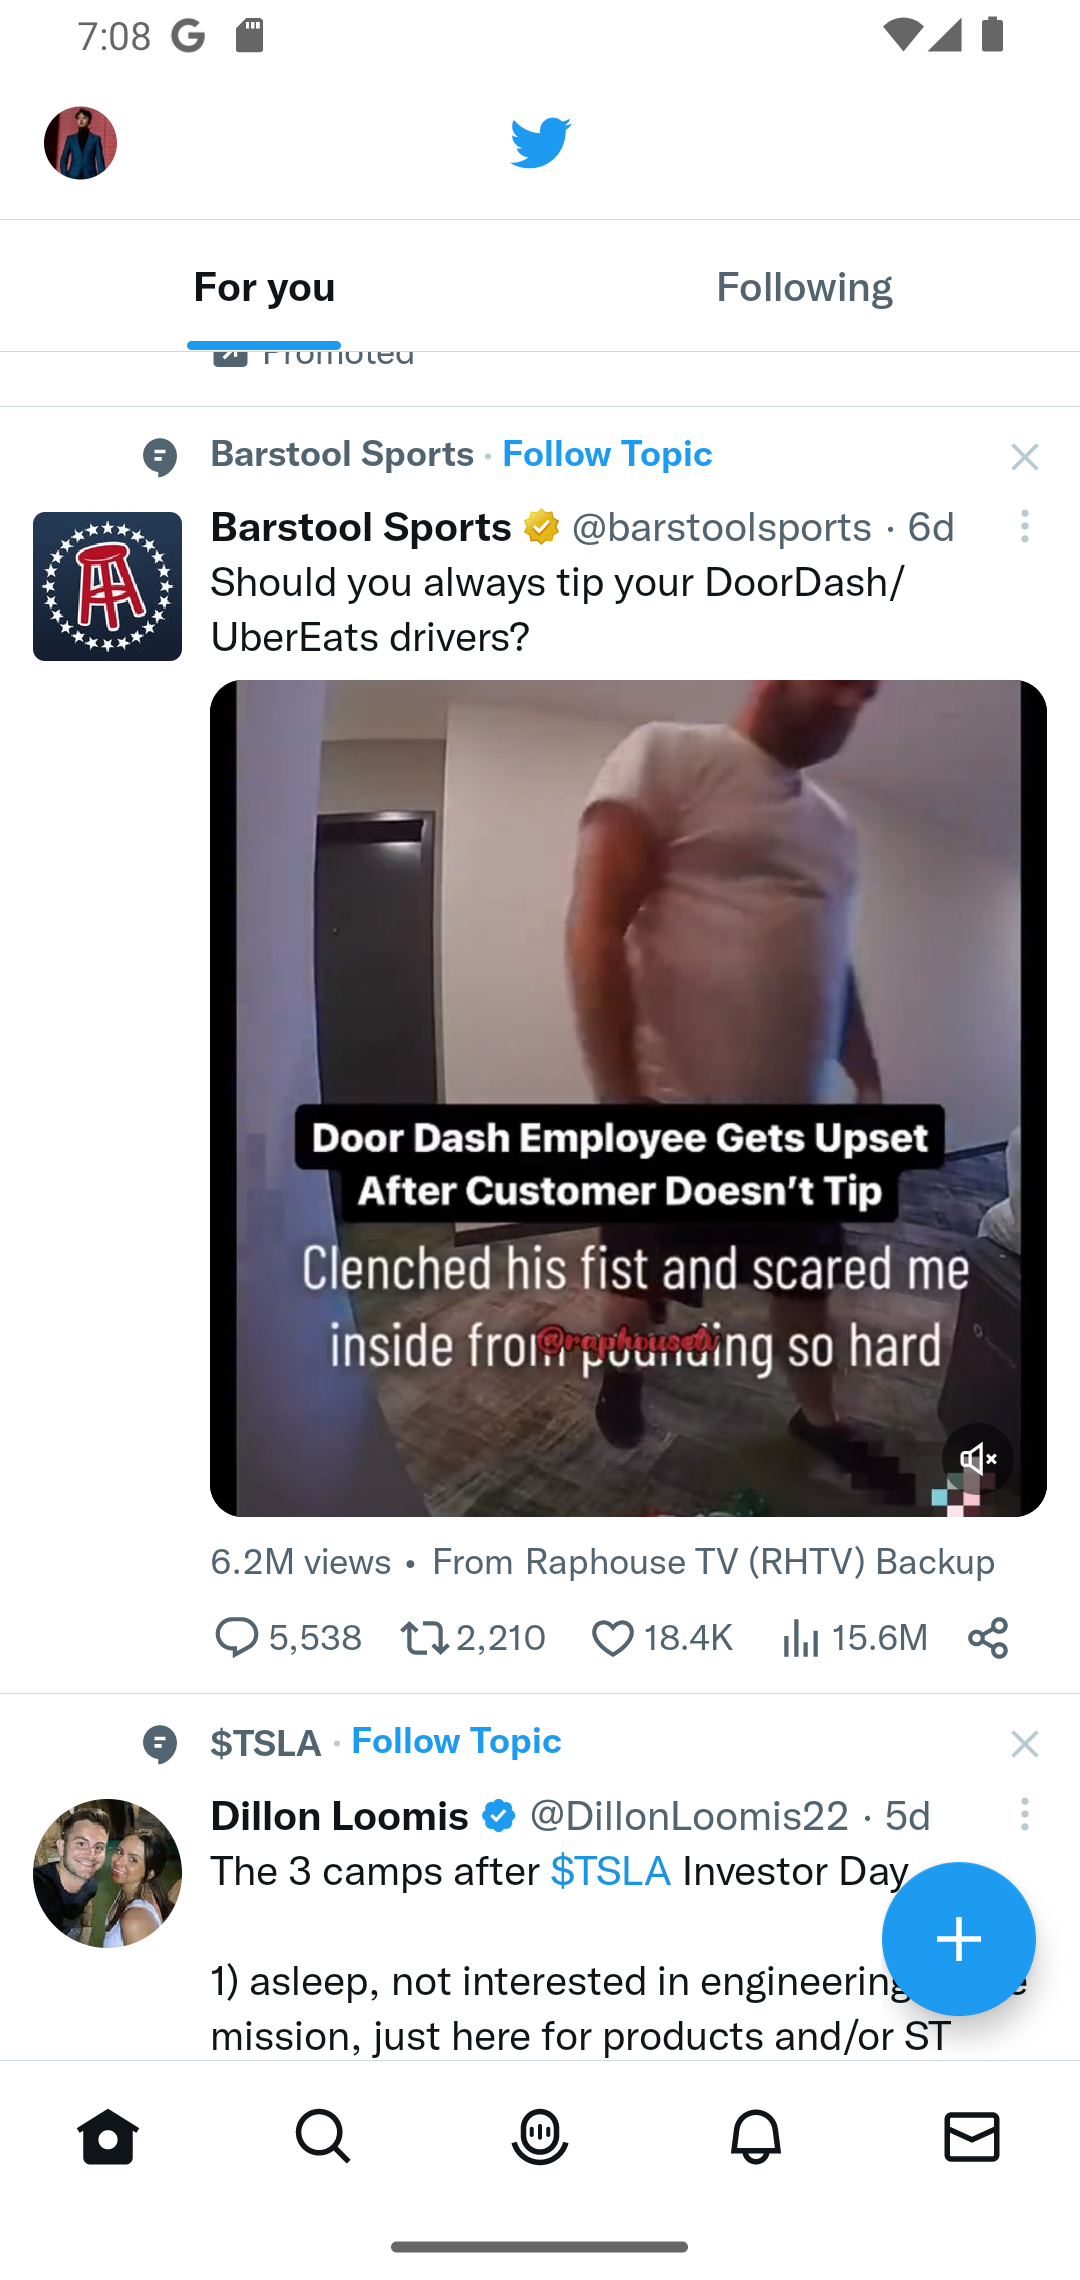 7:08
For you Following
Promoted
Barstool Sports · Follow Topic
Barstool Sports @barstoolsports · 6d
Should you always tip your DoorDash/
UberEats drivers?
Door Dash Employee Gets Upset
After Customer Doesn't Tip
Clenched his fist and scared me
inside from pounding so hard
@raphousetv
6.2M views • From Raphouse TV (RHTV) Backup
5,538 2,210 18.4K 15.6M
$TSLA · Follow Topic
Dillon Loomis @DillonLoomis22 · 5d
The 3 camps after $TSLA Investor Day
1) asleep, not interested in engineering
mission, just here for products and/or ST